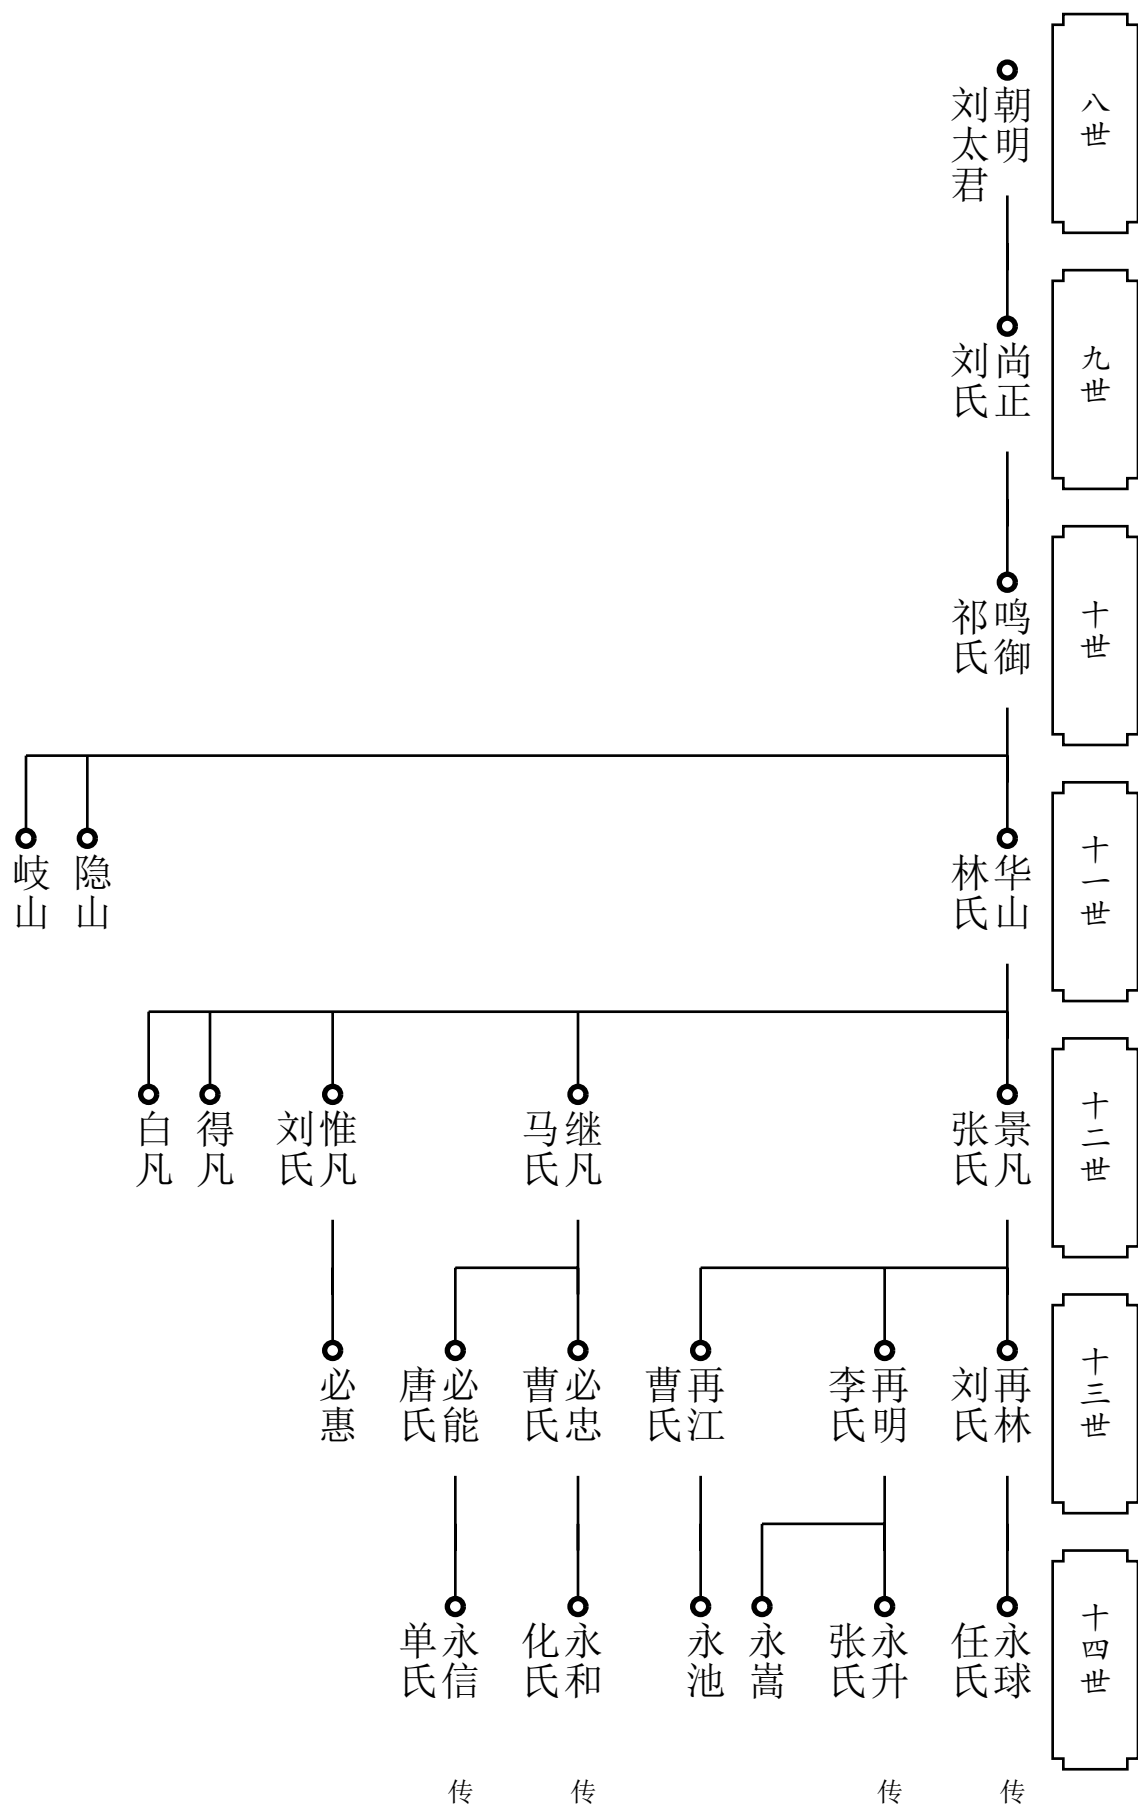 八世
朝明
刘太君
九世
尚正
刘氏
十世
鸣御
祁氏
十一世
华山
林氏
隐山
岐山
十二世
景凡
张氏
继凡
马氏
惟凡
刘氏
得凡
白凡
十三世
再林
刘氏
再明
李氏
再江
曹氏
必忠
曹氏
必能
唐氏
必惠
十四世
永球
任氏
永升
张氏
永嵩
永池
永和
化氏
永信
单氏
传
传
传
传